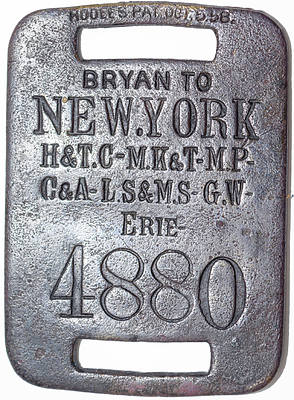 BRYAN TO
NEW.YORK
H&T.C-M.K&T-M.P-
C&A-L.S&M.S-G.W-
ERIE-
4880